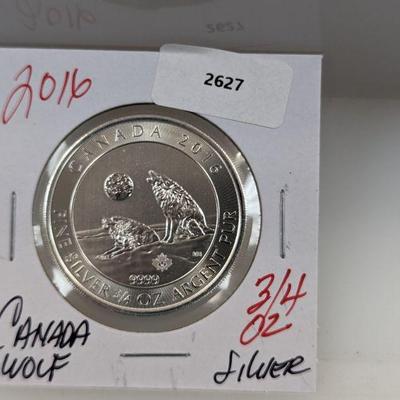 2627
2016
CANADA 2016
FINE SILVER 3/4 OZ ARGENT PUR
9999
3/4
OZ
CANADA
WOLF
SILVER